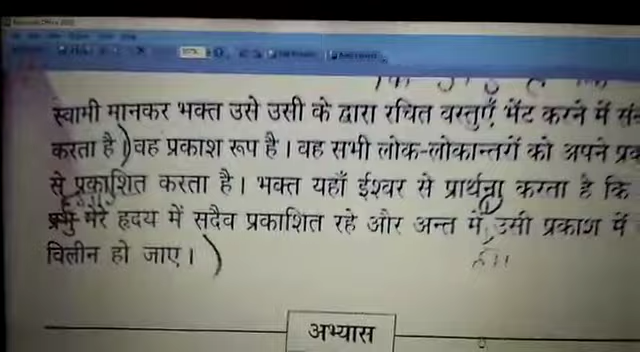 स्वामी मानकर भक्त उसे उसी के द्वारा रचित वस्तुएँ भेंट करने में
करता है। वह प्रकाश रूप है। वह सभी लोक-लोकान्तरों को अपने
से प्रकाशित करता है। भक्त यहाँ ईश्वर से प्रार्थना करता है कि
मेरे हृदय में सदैव प्रकाशित रहे और अन्त में उसी प्रकाश में
विलीन हो जाए।
अभ्यास